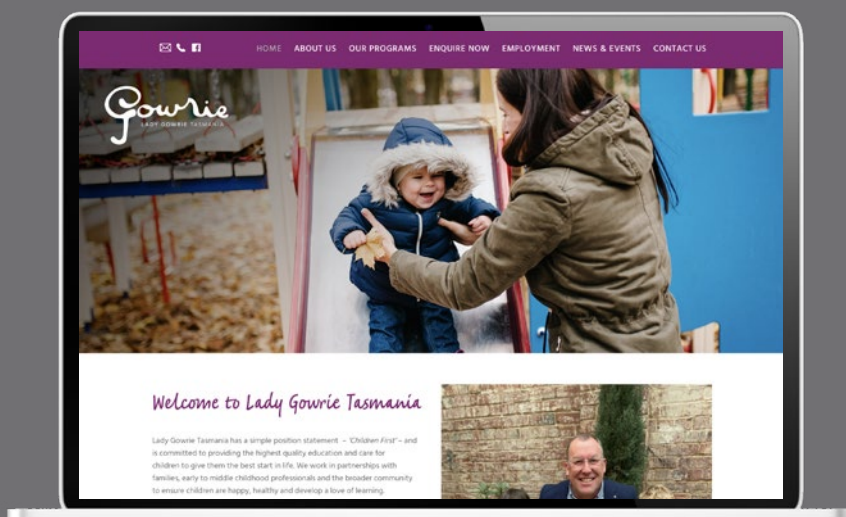 HOME ABOUT US OUR PROGRAMS ENQUIRE NOW EMPLOYMENT NEWS & EVENTS CONTACT US
Gowrie
LADY GOWRIE TASMANIA
Welcome to Lady Gowrie Tasmania
Lady Gowrie Tasmania has a simple position statement – 'Children First' – and
is committed to providing the highest quality education and care for
children to give them the best start in life. We work in partnerships with
families, early to middle childhood professionals and the broader community
to ensure children are happy, healthy and develop a love of learning.